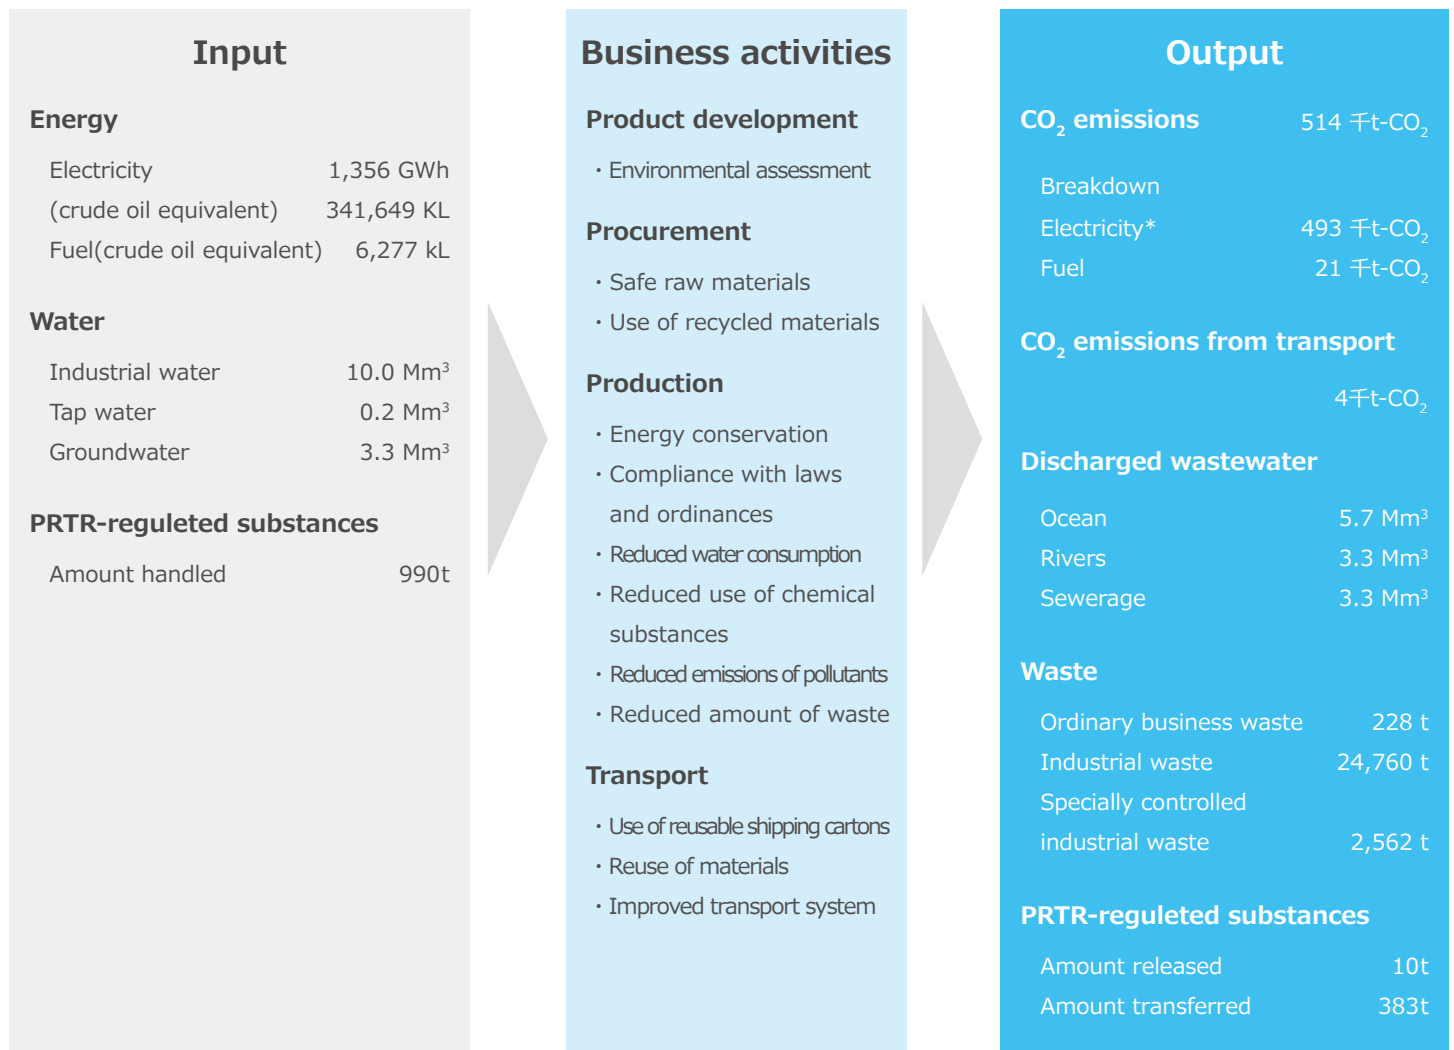 Input
Energy
Electricity 1,356 GWh
(crude oil equivalent) 341,649 KL
Fuel(crude oil equivalent) 6,277 kL
Water
Industrial water 10.0 Mm³
Tap water 0.2 Mm³
Groundwater 3.3 Mm³
PRTR-reguleted substances
Amount handled 990t
Business activities
Product development
・Environmental assessment
Procurement
・Safe raw materials
・Use of recycled materials
Production
・Energy conservation
・Compliance with laws
and ordinances
・Reduced water consumption
・Reduced use of chemical
substances
・Reduced emissions of pollutants
・Reduced amount of waste
Transport
・Use of reusable shipping cartons
・Reuse of materials
・Improved transport system
Output
CO₂ emissions 514 千t-CO₂
Breakdown
Electricity* 493 千t-CO₂
Fuel 21 千t-CO₂
CO₂ emissions from transport
4千t-CO₂
Discharged wastewater
Ocean 5.7 Mm³
Rivers 3.3 Mm³
Sewerage 3.3 Mm³
Waste
Ordinary business waste 228 t
Industrial waste 24,760 t
Specially controlled
industrial waste 2,562 t
PRTR-reguleted substances
Amount released 10t
Amount transferred 383t